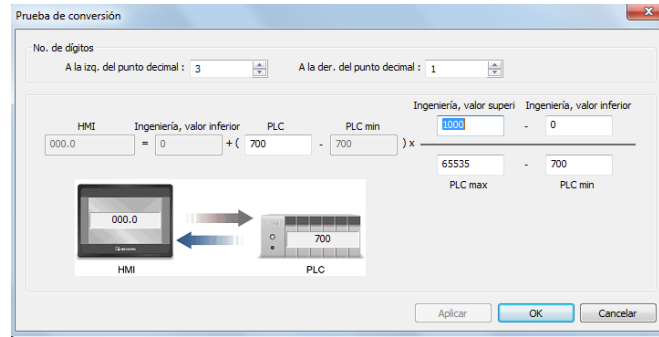 Prueba de conversión
No. de dígitos
A la izq. del punto decimal : 3
A la der. del punto decimal : 1
Ingeniería, valor superi Ingeniería, valor inferior
HMI Ingeniería, valor inferior PLC PLC min
1000 - 0
000.0 = 0 + ( 700 - 700 ) x
65535 - 700
PLC max PLC min
000.0
700
HMI PLC
Aplicar OK Cancelar